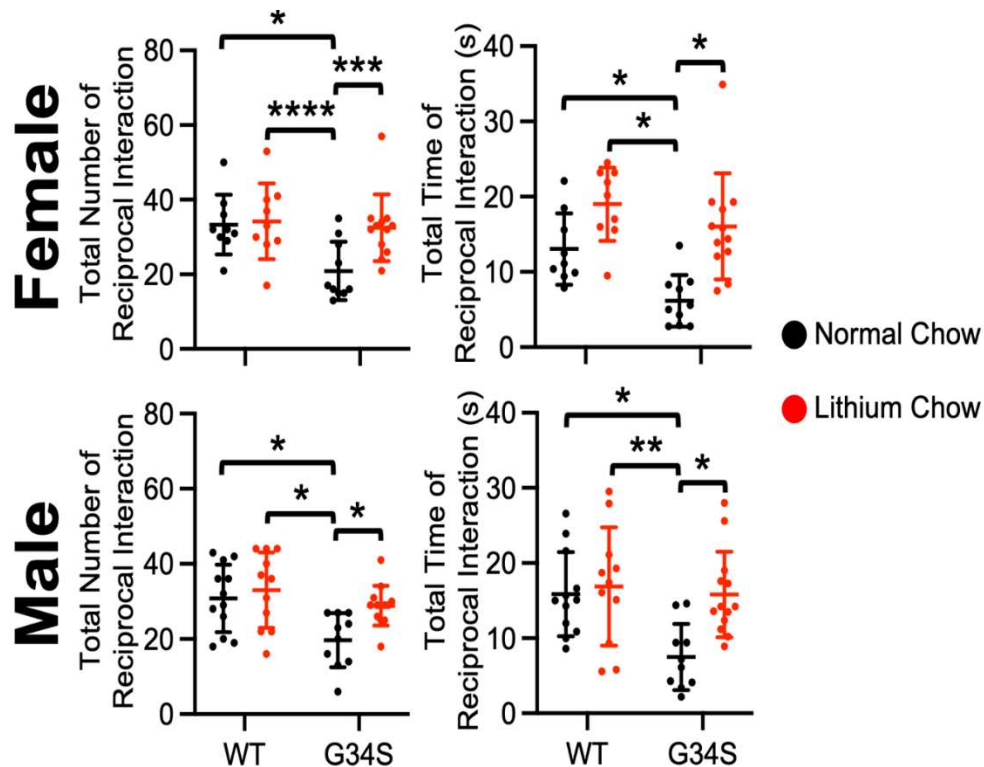 Female
Total Number of
Reciprocal Interaction
80
60
40
20
0
*
***
****
Total Time of
Reciprocal Interaction (s)
40
30
20
10
0
*
*
*
Normal Chow
Lithium Chow
Male
Total Number of
Reciprocal Interaction
80
60
40
20
0
*
*
*
WT
G34S
Total Time of
Reciprocal Interaction (s)
40
30
20
10
0
*
**
*
WT
G34S